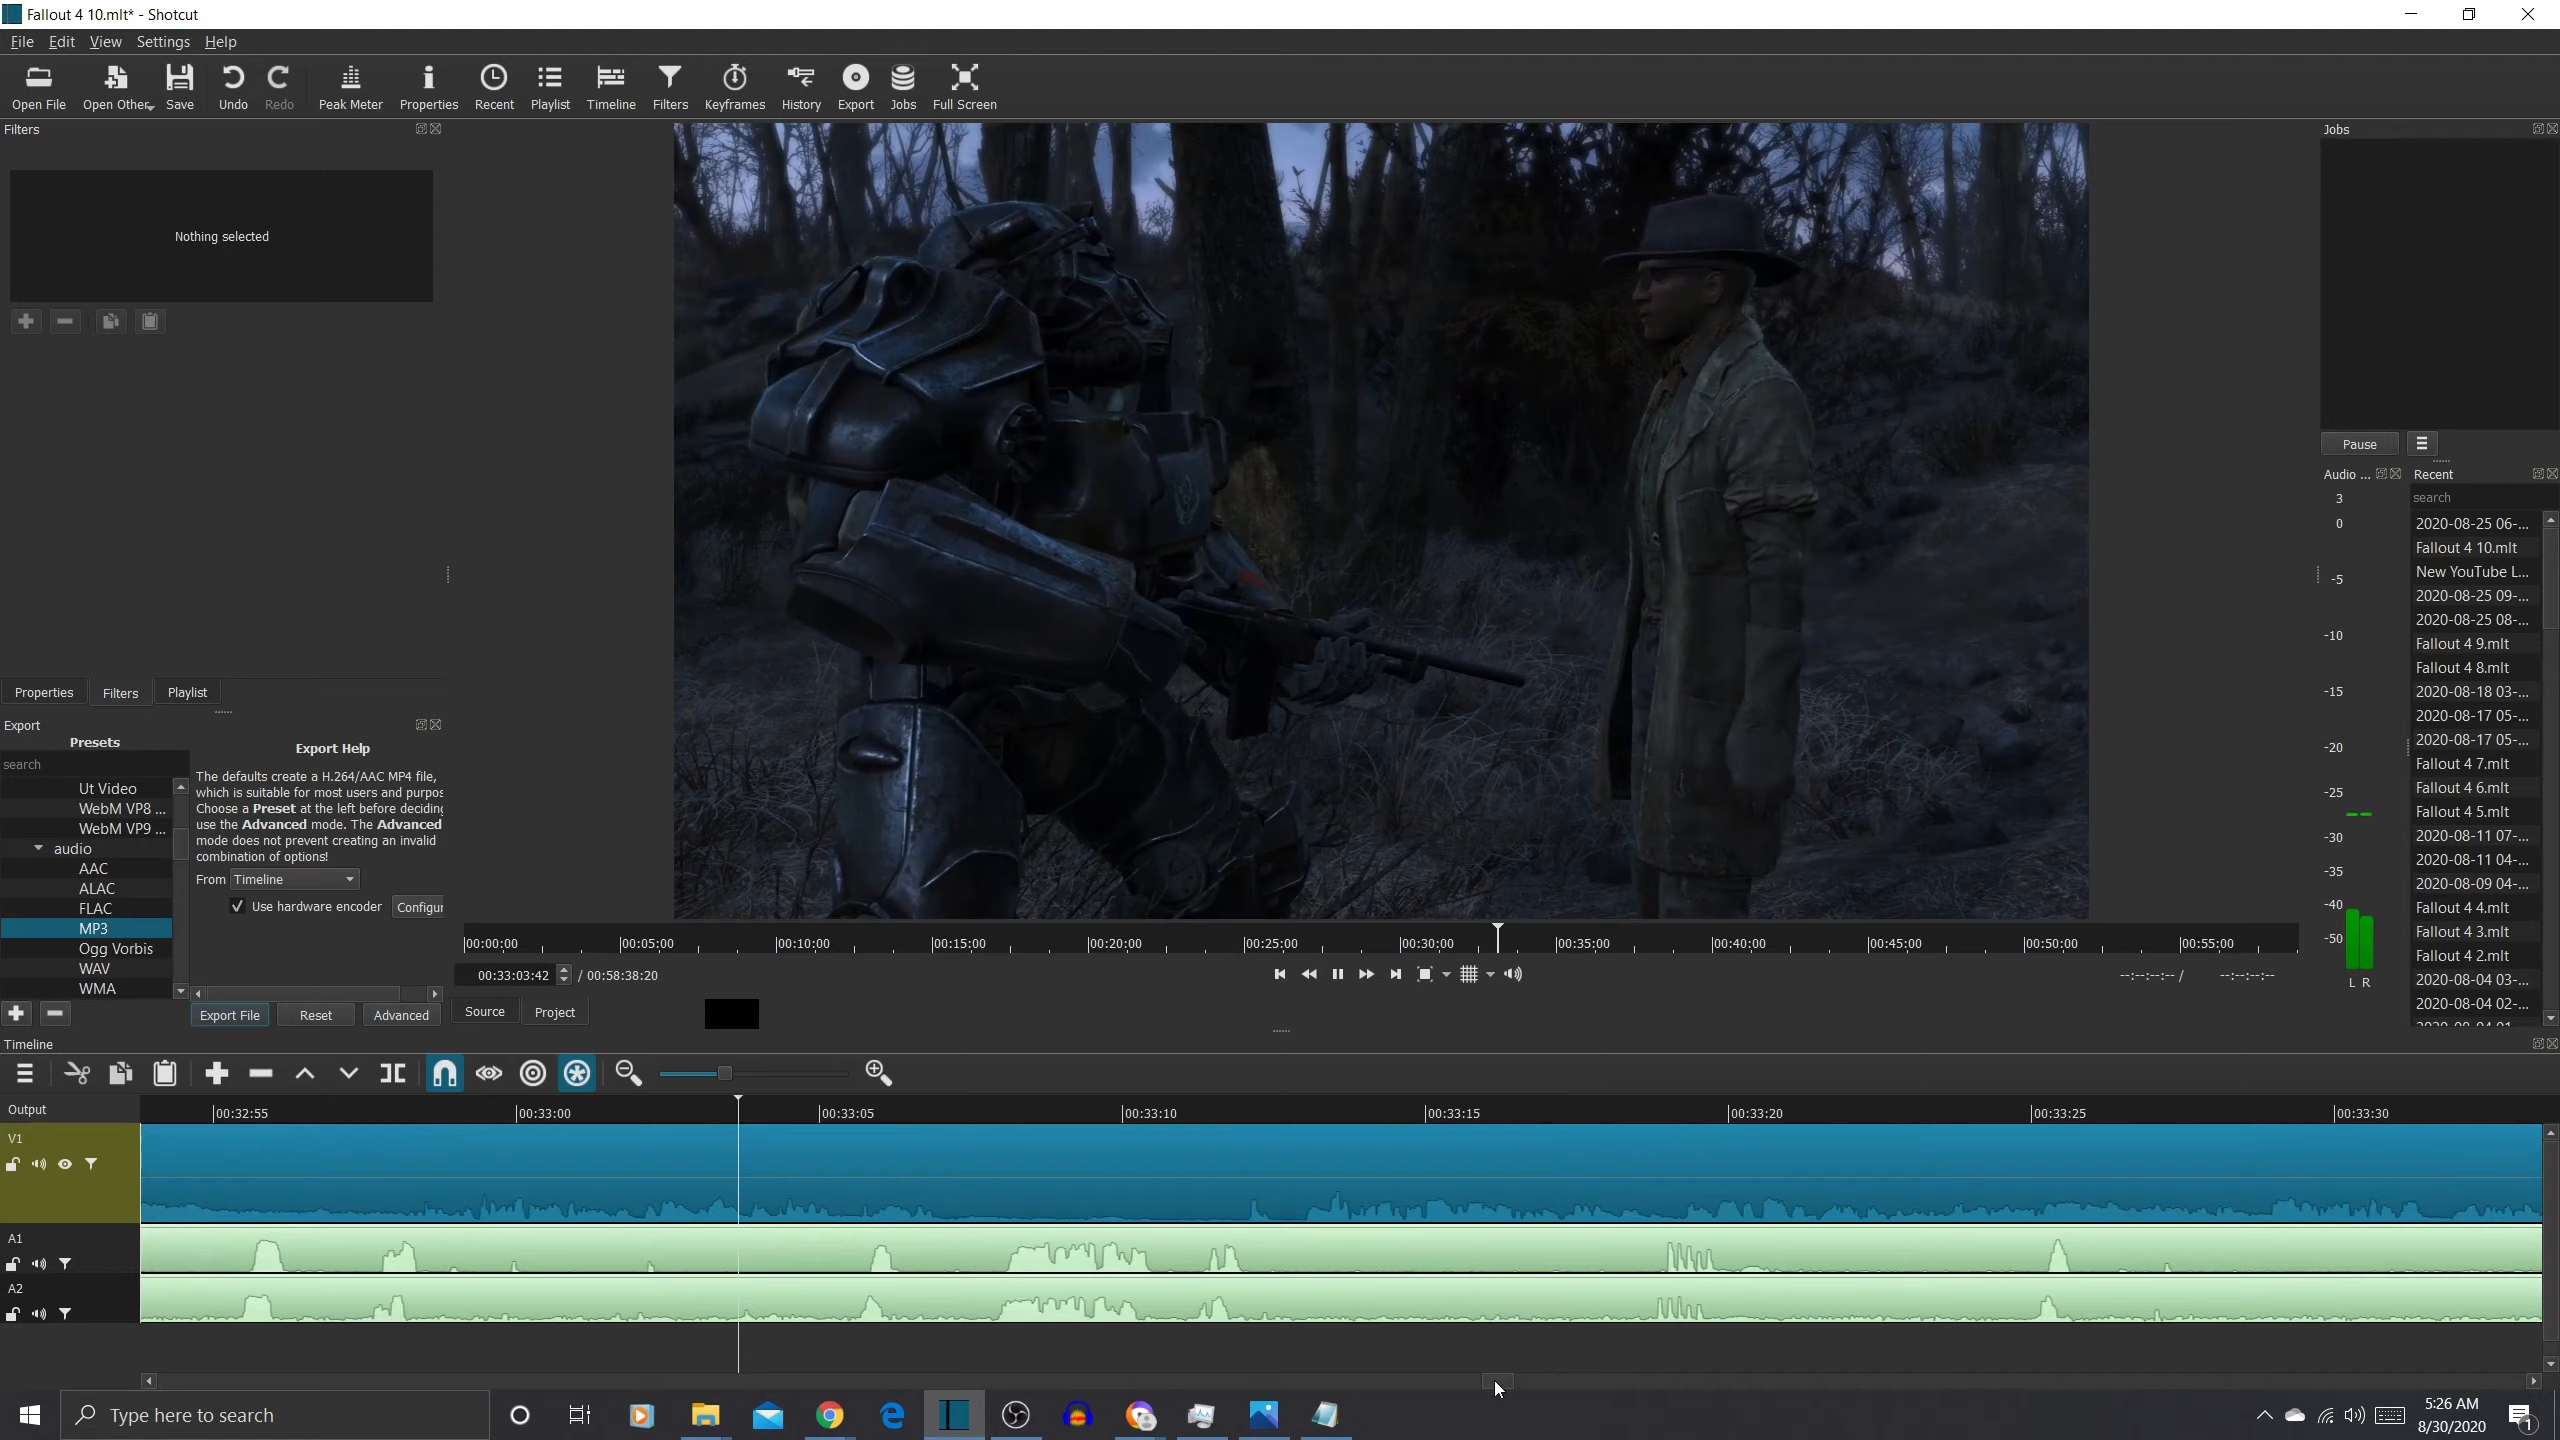 Fallout 4 10.mlt* - Shotcut
File Edit View Settings Help
Open File Open Other Save Undo Redo Peak Meter Properties Recent Playlist Timeline Filters Keyframes History Export Jobs Full Screen
Filters
Nothing selected
Properties Filters Playlist
Export
Presets
search
Ut Video
WebM VP8 ...
WebM VP9 ...
audio
AAC
ALAC
FLAC
MP3
Ogg Vorbis
WAV
WMA
Export Help
The defaults create a H.264/AAC MP4 file,
which is suitable for most users and purpos
Choose a Preset at the left before deciding
use the Advanced mode. The Advanced
mode does not prevent creating an invalid
combination of options!
From Timeline
Use hardware encoder Configur
Export File Reset Advanced
00:00:00 00:05:00 00:10:00 00:15:00 00:20:00 00:25:00 00:30:00 00:35:00 00:40:00 00:45:00 00:50:00 00:55:00
00:33:03:42 / 00:58:38:20
--:--:--:-- / --:--:--:--
Source Project
Jobs
Pause
Audio ...
3
0
-5
-10
-15
-20
-25
-30
-35
-40
-50
L R
Recent
search
2020-08-25 06-...
Fallout 4 10.mlt
New YouTube L...
2020-08-25 09-...
2020-08-25 08-...
Fallout 4 9.mlt
Fallout 4 8.mlt
2020-08-18 03-...
2020-08-17 05-...
2020-08-17 05-...
Fallout 4 7.mlt
Fallout 4 6.mlt
Fallout 4 5.mlt
2020-08-11 07-...
2020-08-11 04-...
2020-08-09 04-...
Fallout 4 4.mlt
Fallout 4 3.mlt
Fallout 4 2.mlt
2020-08-04 03-...
2020-08-04 02-...
Timeline
Output
00:32:55 00:33:00 00:33:05 00:33:10 00:33:15 00:33:20 00:33:25 00:33:30
V1
A1
A2
Type here to search
5:26 AM
8/30/2020
1